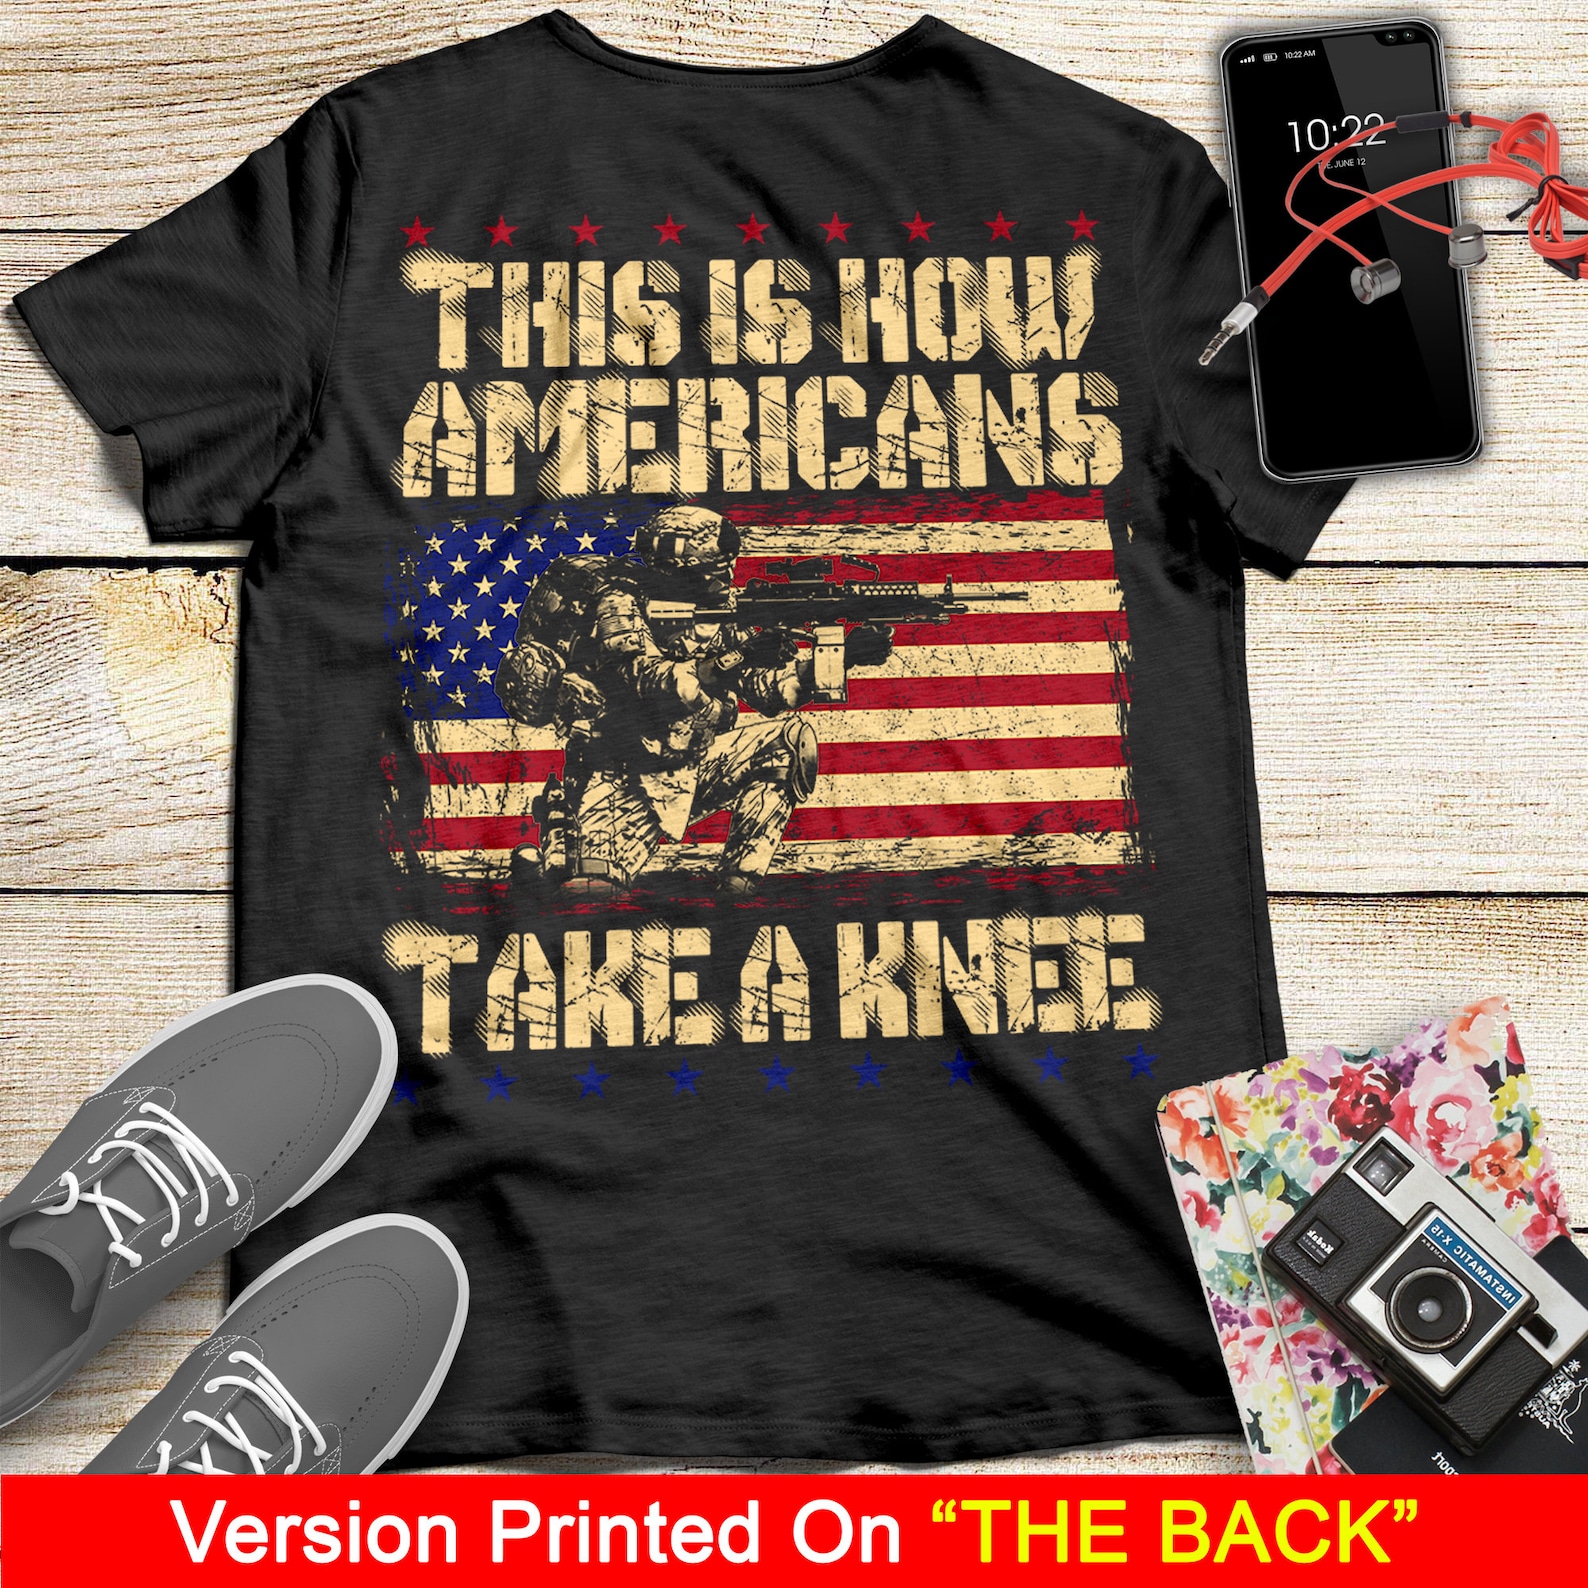 10:22 AM
10:22
JUNE 12
THIS IS HOW
AMERICANS
TAKE A KNEE
Kodak
INSTAMATIC X-15
CAMERA
Version Printed On “THE BACK”